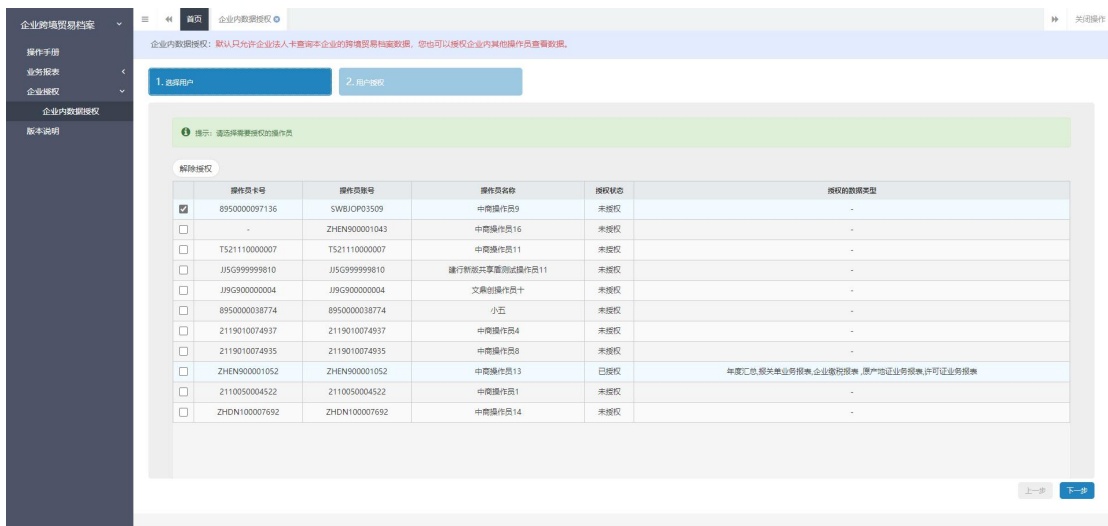 企业跨境贸易档案
操作手册
业务报表
企业授权
企业内数据授权
版本说明
首页 企业内数据授权 关闭操作
企业内数据授权：默认只允许企业法人卡查询本企业的跨境贸易档案数据，您也可以授权企业内其他操作员查看数据。
1. 选择用户 2. 用户授权
提示：请选择需要授权的操作员
解除授权
操作员卡号 操作员账号 操作员名称 授权状态 授权的数据类型
8950000097136 SWBJOP03509 中商操作员9 未授权 -
- ZHEN900001043 中商操作员16 未授权 -
T521110000007 T521110000007 中商操作员11 未授权 -
JJ5G999999810 JJ5G999999810 建行新版共享盾测试操作员11 未授权 -
JJ9G900000004 JJ9G900000004 文鼎创操作员十 未授权 -
8950000038774 8950000038774 小五 未授权 -
2119010074937 2119010074937 中商操作员4 未授权 -
2119010074935 2119010074935 中商操作员8 未授权 -
ZHEN900001052 ZHEN900001052 中商操作员13 已授权 年度汇总,报关单业务报表,企业缴税报表 ,原产地证业务报表,许可证业务报表
2110050004522 2110050004522 中商操作员1 未授权 -
ZHDN100007692 ZHDN100007692 中商操作员14 未授权 -
上一步 下一步